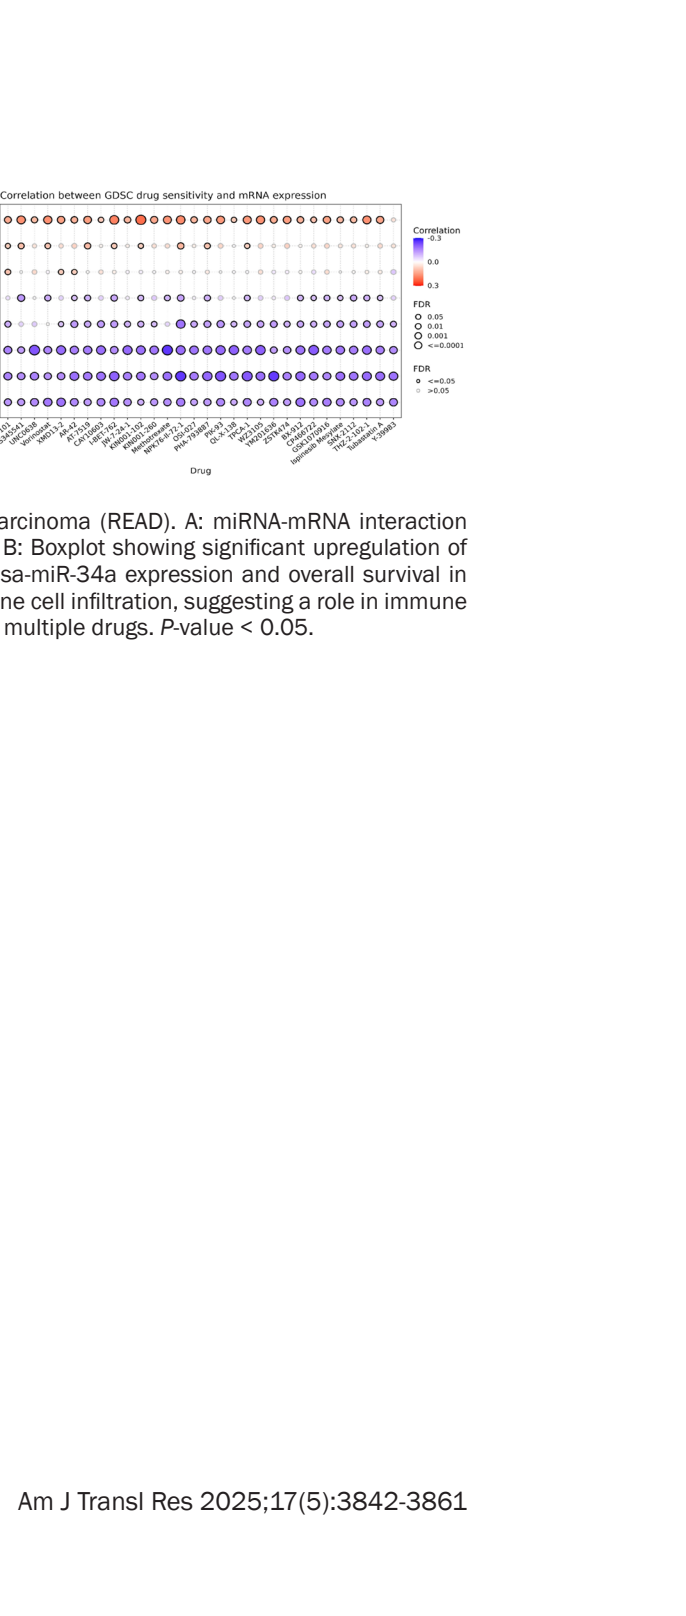 Correlation between GDSC drug sensitivity and mRNA expression
Correlation
-0.3
0.0
0.3
FDR
0.05
0.01
0.001
<=0.0001
FDR
<=0.05
>0.05
UNC0638
Vorinostat
XMD13-2
AR-42
AT-7519
CAY10603
I-BET-762
JW-7-24-1
KIN001-102
KIN001-260
Methotrexate
NPK76-II-72-1
OSI-027
PHA-793887
PIK-93
QL-X-138
TPCA-1
WZ3105
YM201636
ZSTK474
BX-912
CP466722
GSK1070916
Ispinesib Mesylate
SNX-2112
THZ-2-102-1
Tubastatin A
Y-39983
Drug
arcinoma (READ). A: miRNA-mRNA interaction
B: Boxplot showing significant upregulation of
sa-miR-34a expression and overall survival in
ne cell infiltration, suggesting a role in immune
multiple drugs. P-value < 0.05.
Am J Transl Res 2025;17(5):3842-3861